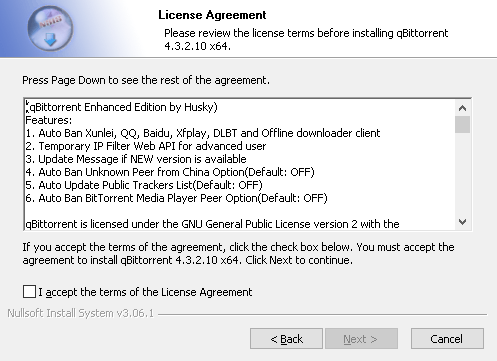 License Agreement
Please review the license terms before installing qBittorrent
4.3.2.10 x64.
Press Page Down to see the rest of the agreement.
(qBittorrent Enhanced Edition by Husky)
Features:
1. Auto Ban Xunlei, QQ, Baidu, Xfplay, DLBT and Offline downloader client
2. Temporary IP Filter Web API for advanced user
3. Update Message if NEW version is available
4. Auto Ban Unknown Peer from China Option(Default: OFF)
5. Auto Update Public Trackers List(Default: OFF)
6. Auto Ban BitTorrent Media Player Peer Option(Default: OFF)
qBittorrent is licensed under the GNU General Public License version 2 with the
If you accept the terms of the agreement, click the check box below. You must accept the
agreement to install qBittorrent 4.3.2.10 x64. Click Next to continue.
I accept the terms of the License Agreement
Nullsoft Install System v3.06.1
< Back
Next >
Cancel